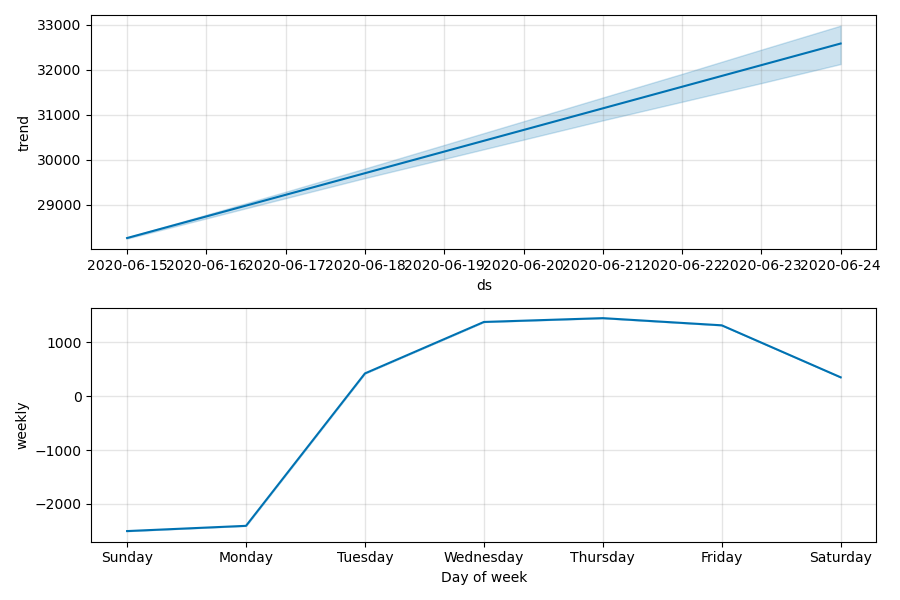 33000
32000
31000
30000
29000
trend
2020-06-15 2020-06-16 2020-06-17 2020-06-18 2020-06-19 2020-06-20 2020-06-21 2020-06-22 2020-06-23 2020-06-24
ds
1000
0
−1000
−2000
weekly
Sunday Monday Tuesday Wednesday Thursday Friday Saturday
Day of week